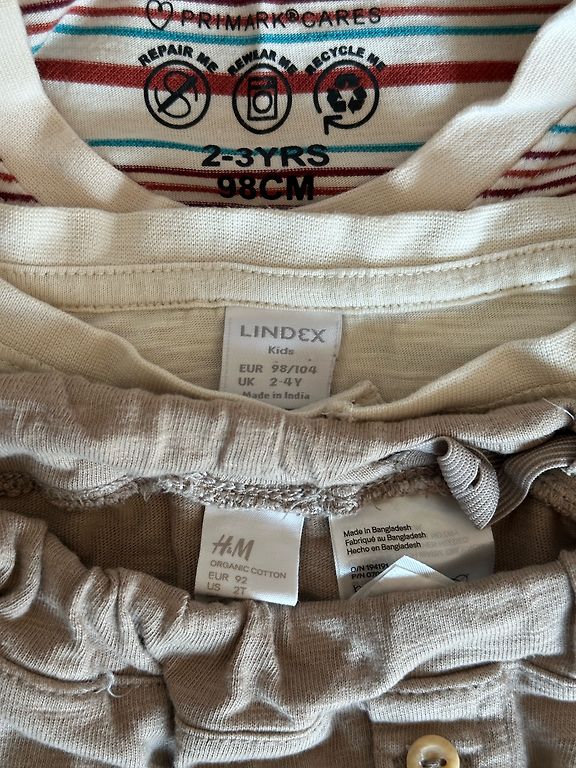 PRIMARK®CARES
REPAIR ME REWEAR ME RECYCLE ME
2-3YRS
98CM
LINDEX
Kids
EUR 98/104
UK 2-4Y
Made in India
H&M
ORGANIC COTTON
EUR 92
US 2T
Made in Bangladesh
Fabriqué au Bangladesh
Hecho en Bangladesh
O/N 194191
P/N